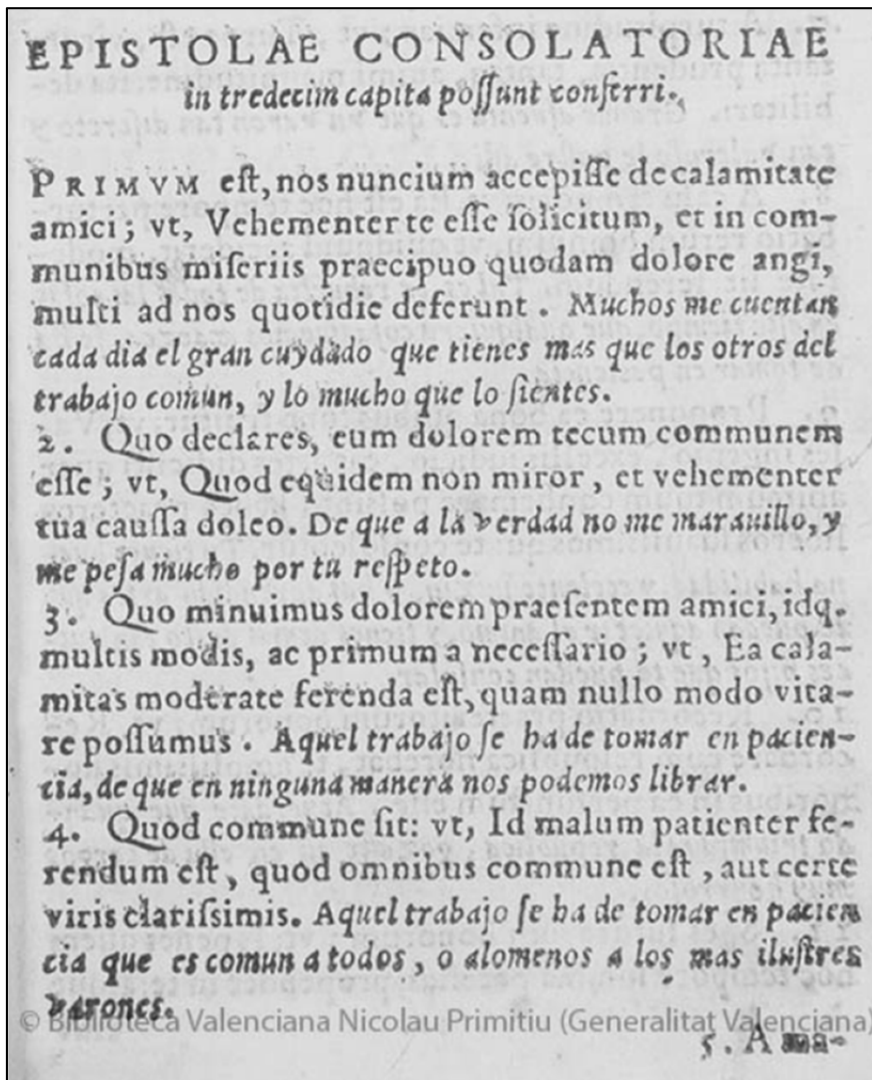 EPISTOLAE CONSOLATORIAE
in tredecim capita poſſunt conferri.
PRIMVM eſt, nos nuncium accepiſſe de calamitate
amici; vt, Vehementer te eſſe ſolicitum, et in com-
munibus miſeriis praecipuo quodam dolore angi,
multi ad nos quotidie deferunt. Muchos me cuentan
cada dia el gran cuydado que tienes mas que los otros del
trabajo comun, y lo mucho que lo ſientes.
2. Quo declares, eum dolorem tecum communem
eſſe; vt, Quod equidem non miror, et vehementer
tua cauſſa doleo. De que a la verdad no me marauillo, y
me peſa mucho por tu reſpeto.
3. Quo minuimus dolorem praeſentem amici, idq.
multis modis, ac primum a neceſſario; vt, Ea cala-
mitas moderate ferenda eſt, quam nullo modo vita-
re poſſumus. Aquel trabajo ſe ha de tomar en pacien-
cia, de que en ninguna manera nos podemos librar.
4. Quod commune ſit: vt, Id malum patienter fe-
rendum eſt, quod omnibus commune eſt, aut certe
viris clariſſimis. Aquel trabajo ſe ha de tomar en pacien
cia que es comun a todos, o alomenos a los mas iluſtres
varones.
© Biblioteca Valenciana Nicolau Primitiu (Generalitat Valenciana)
5. A ma-